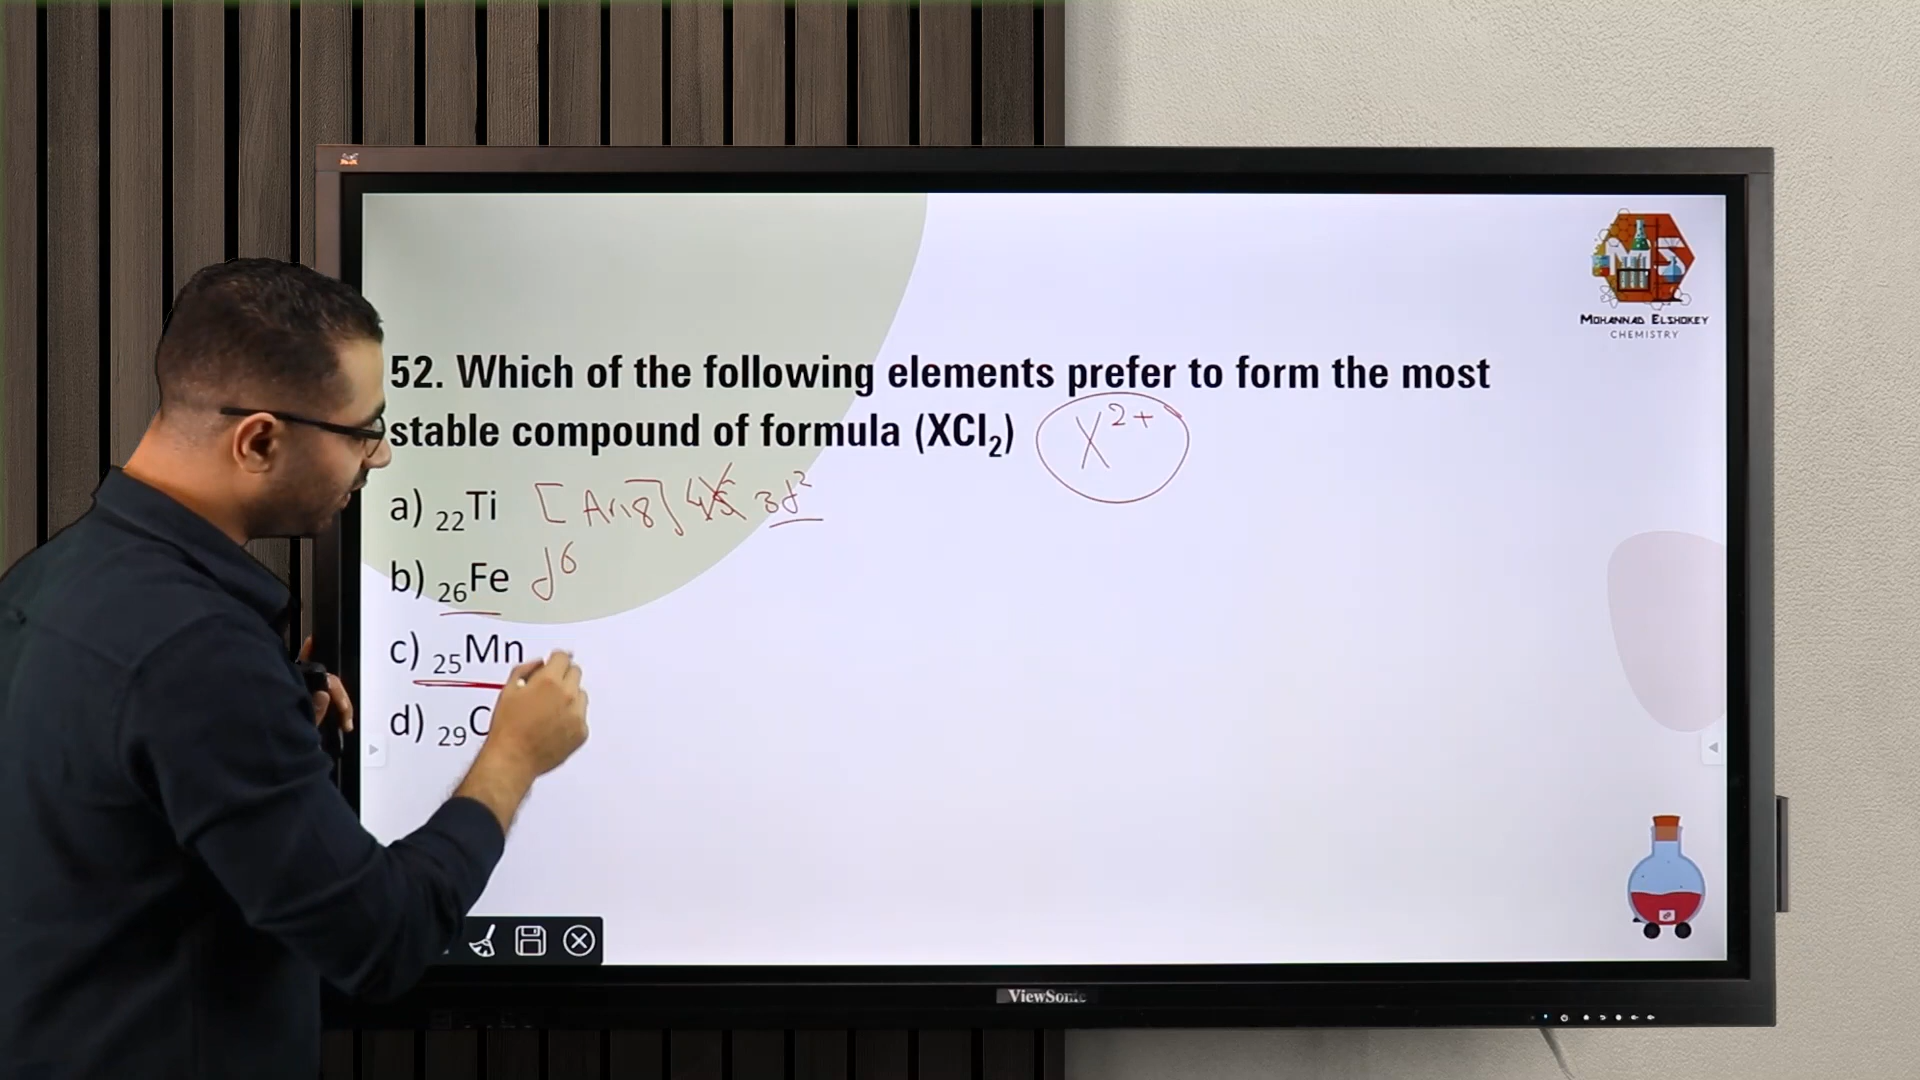 MOHANNAD ELSHOKEY
CHEMISTRY
52. Which of the following elements prefer to form the most
stable compound of formula (XCl₂) X²⁺
a) ₂₂Ti [Ar18] 4s 3d²
b) ₂₆Fe d⁶
c) ₂₅Mn
d) ₂₉C
ViewSonic